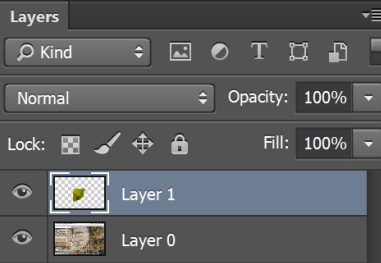 Layers
Kind T
Normal Opacity: 100%
Lock: Fill: 100%
Layer 1
Layer 0